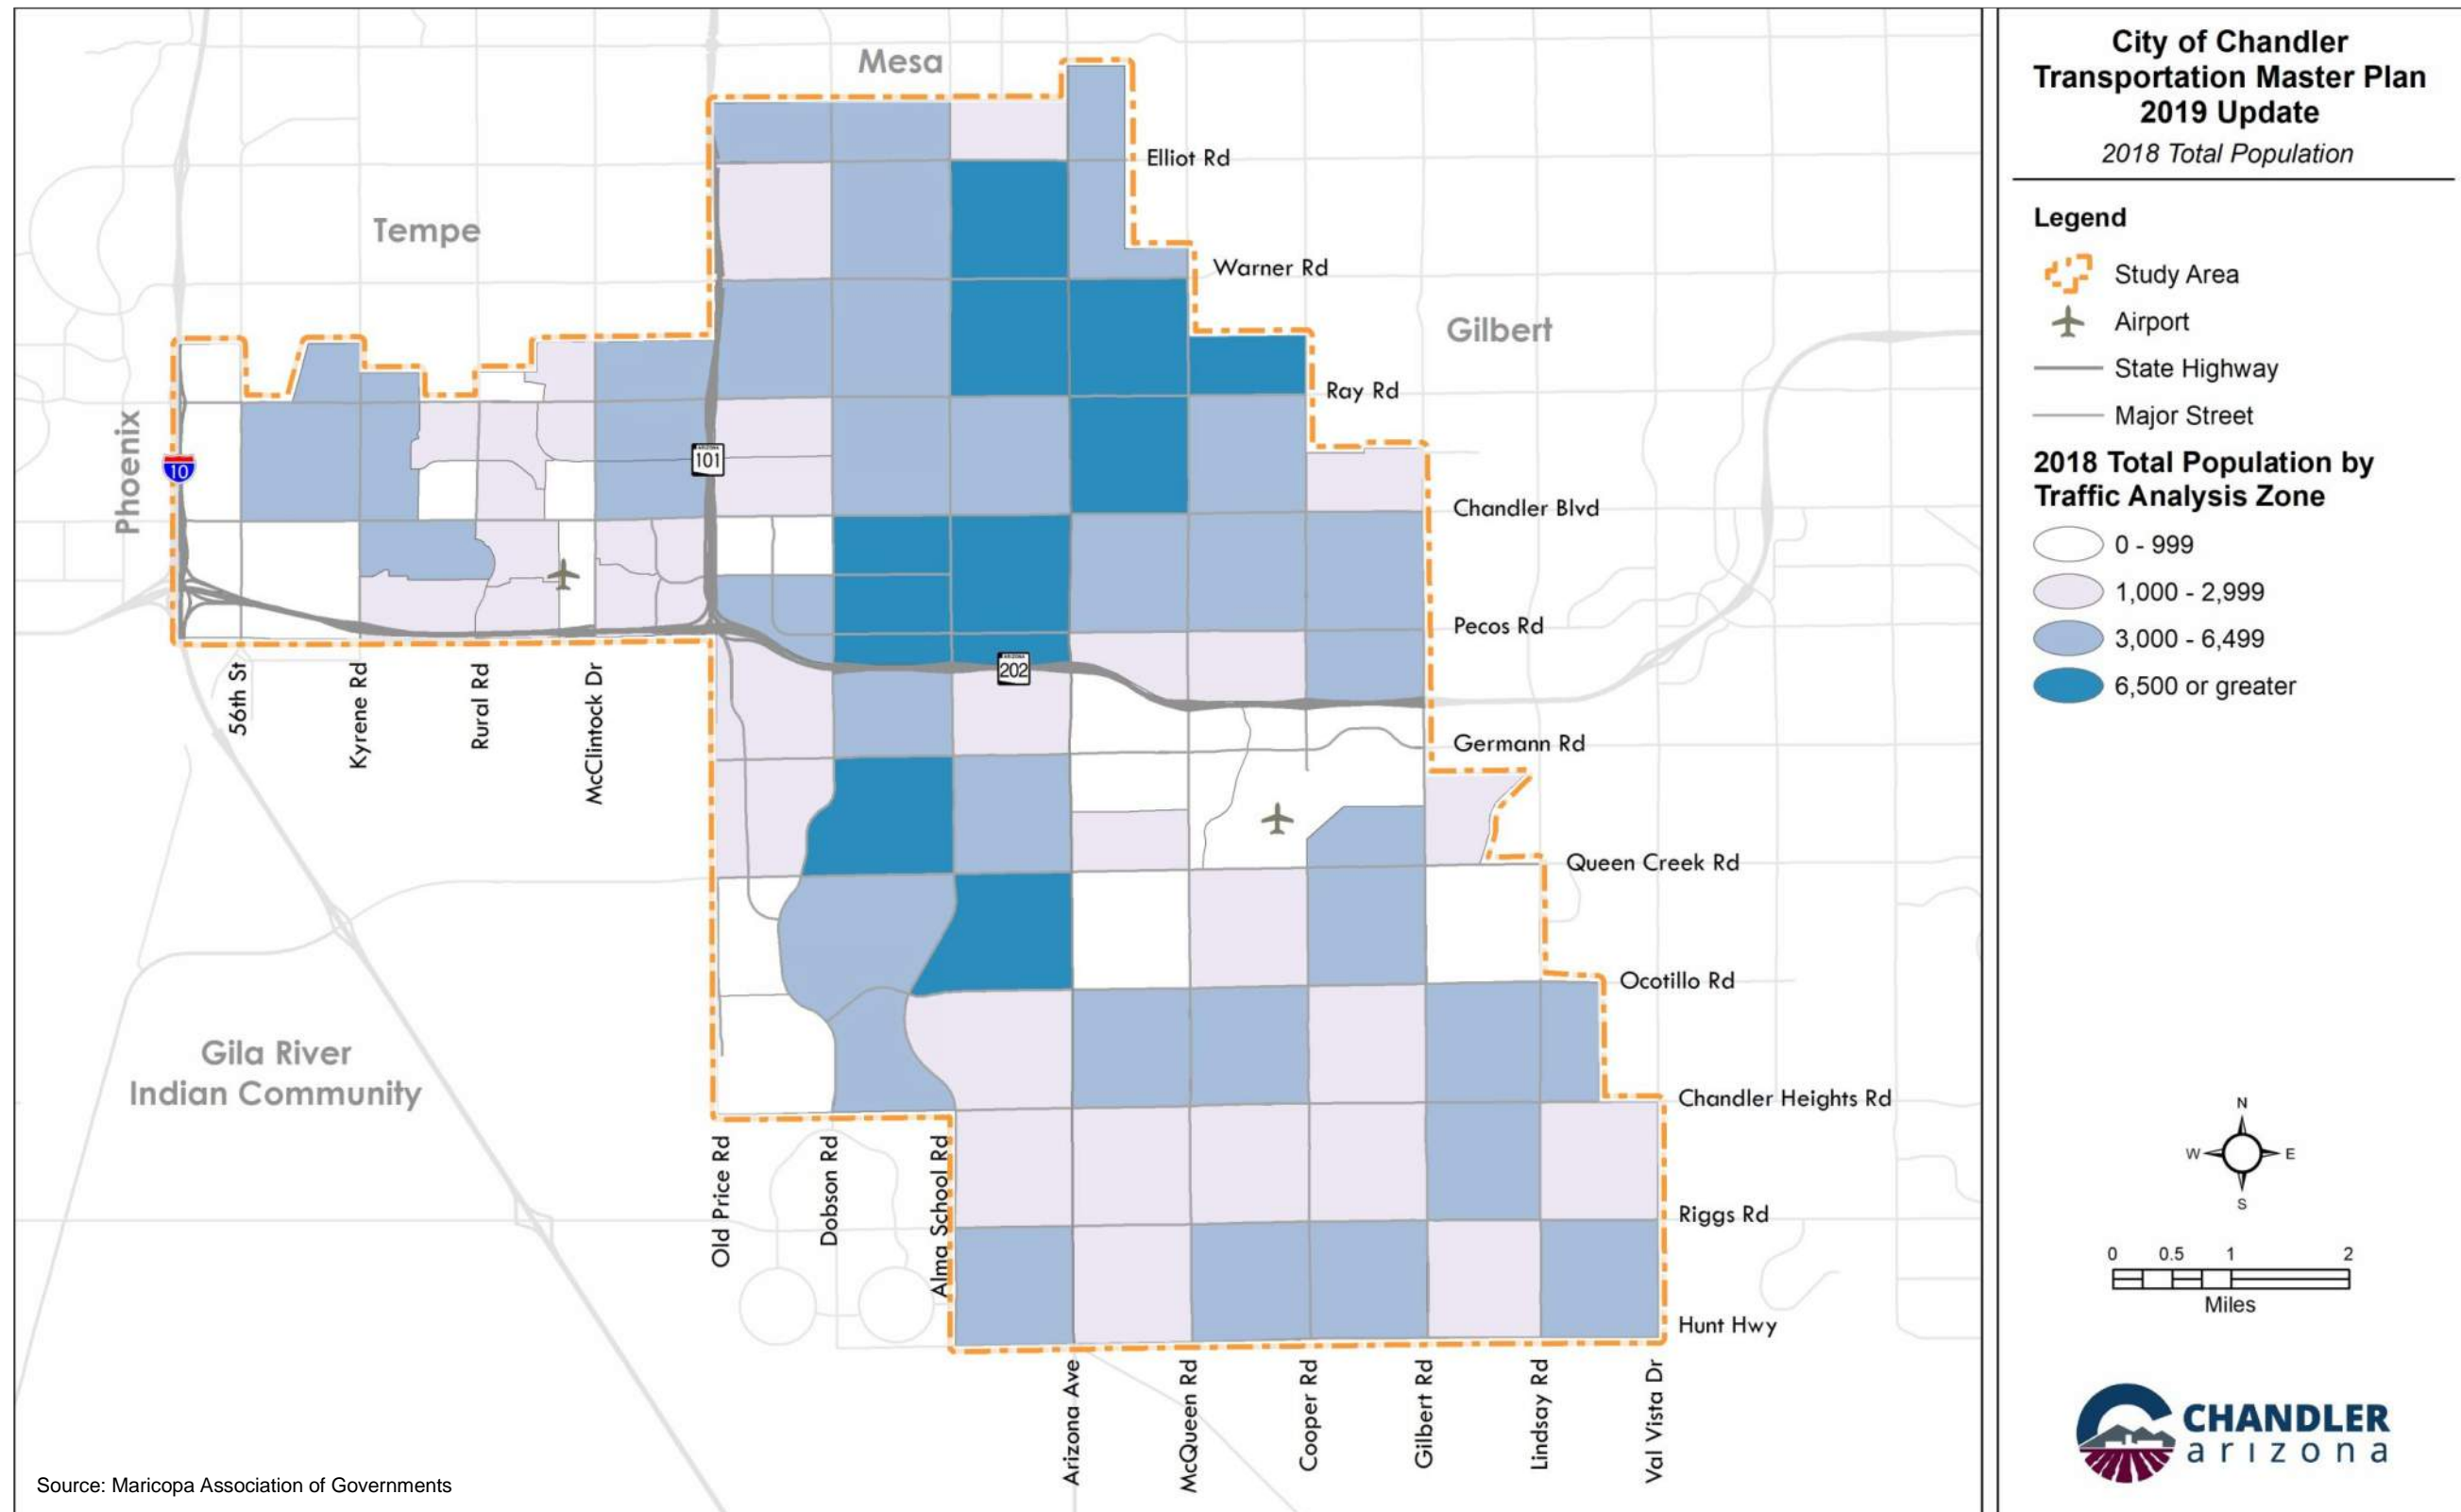 City of Chandler
Transportation Master Plan
2019 Update
2018 Total Population
Legend
Study Area
Airport
State Highway
Major Street
2018 Total Population by
Traffic Analysis Zone
0 - 999
1,000 - 2,999
3,000 - 6,499
6,500 or greater
N
W
E
S
0 0.5 1 2
Miles
CHANDLER
arizona
Mesa
Tempe
Gilbert
Phoenix
Gila River
Indian Community
Elliot Rd
Warner Rd
Ray Rd
Chandler Blvd
Pecos Rd
Germann Rd
Queen Creek Rd
Ocotillo Rd
Chandler Heights Rd
Riggs Rd
Hunt Hwy
10
ARIZONA
101
ARIZONA
202
56th St
Kyrene Rd
Rural Rd
McClintock Dr
Old Price Rd
Dobson Rd
Alma School Rd
Arizona Ave
McQueen Rd
Cooper Rd
Gilbert Rd
Lindsay Rd
Val Vista Dr
Source: Maricopa Association of Governments